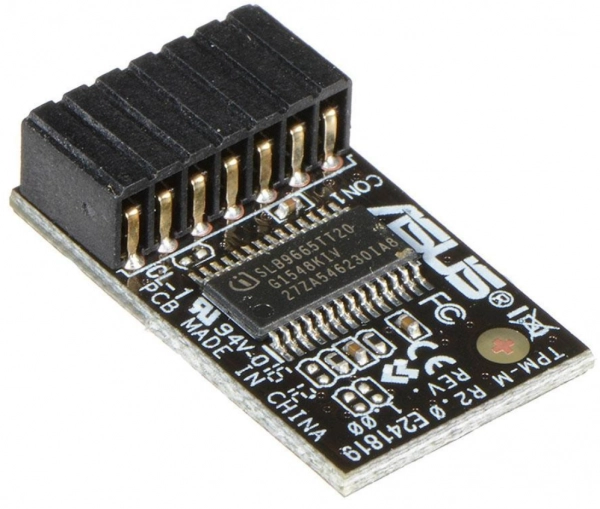 CON1
ASUS®
SLB9665TT20
G1548KIV
27ZA546230IA8
FC
CE
TPM-M R2.0
REV. 1.00
E241819
94V-0
PCB MADE IN CHINA